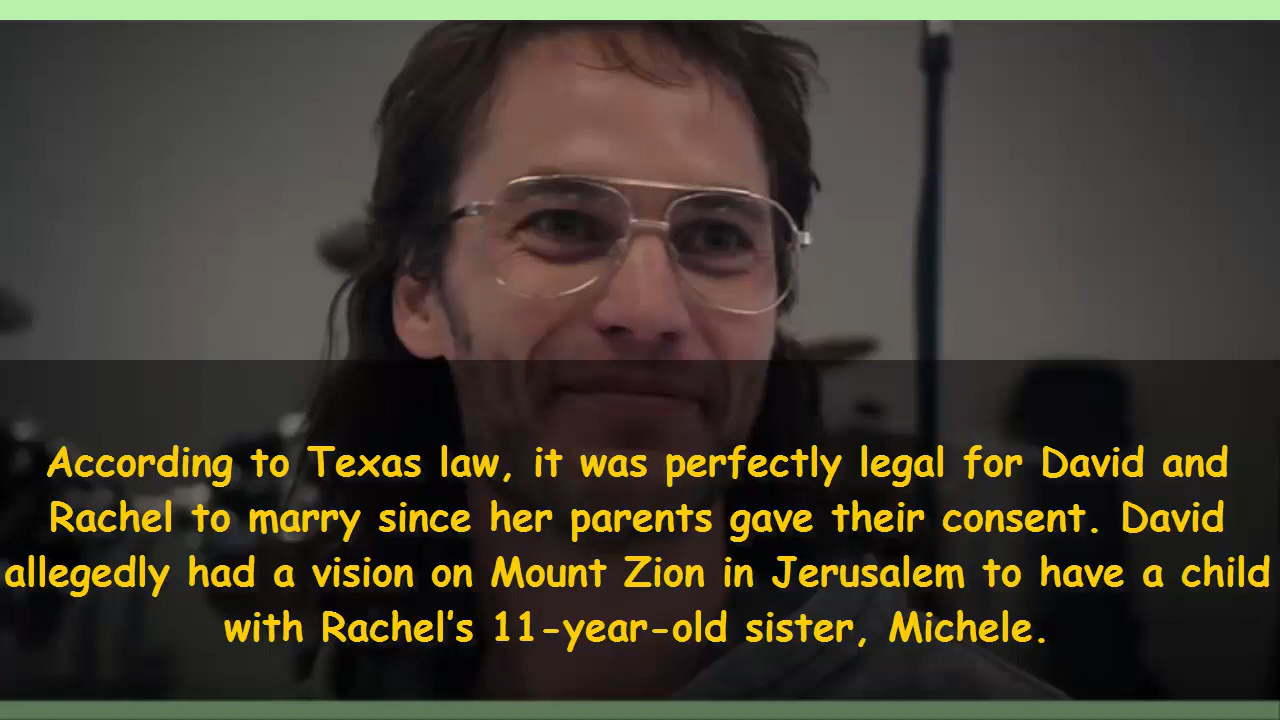 According to Texas law, it was perfectly legal for David and
Rachel to marry since her parents gave their consent. David
allegedly had a vision on Mount Zion in Jerusalem to have a child
with Rachel's 11-year-old sister, Michele.